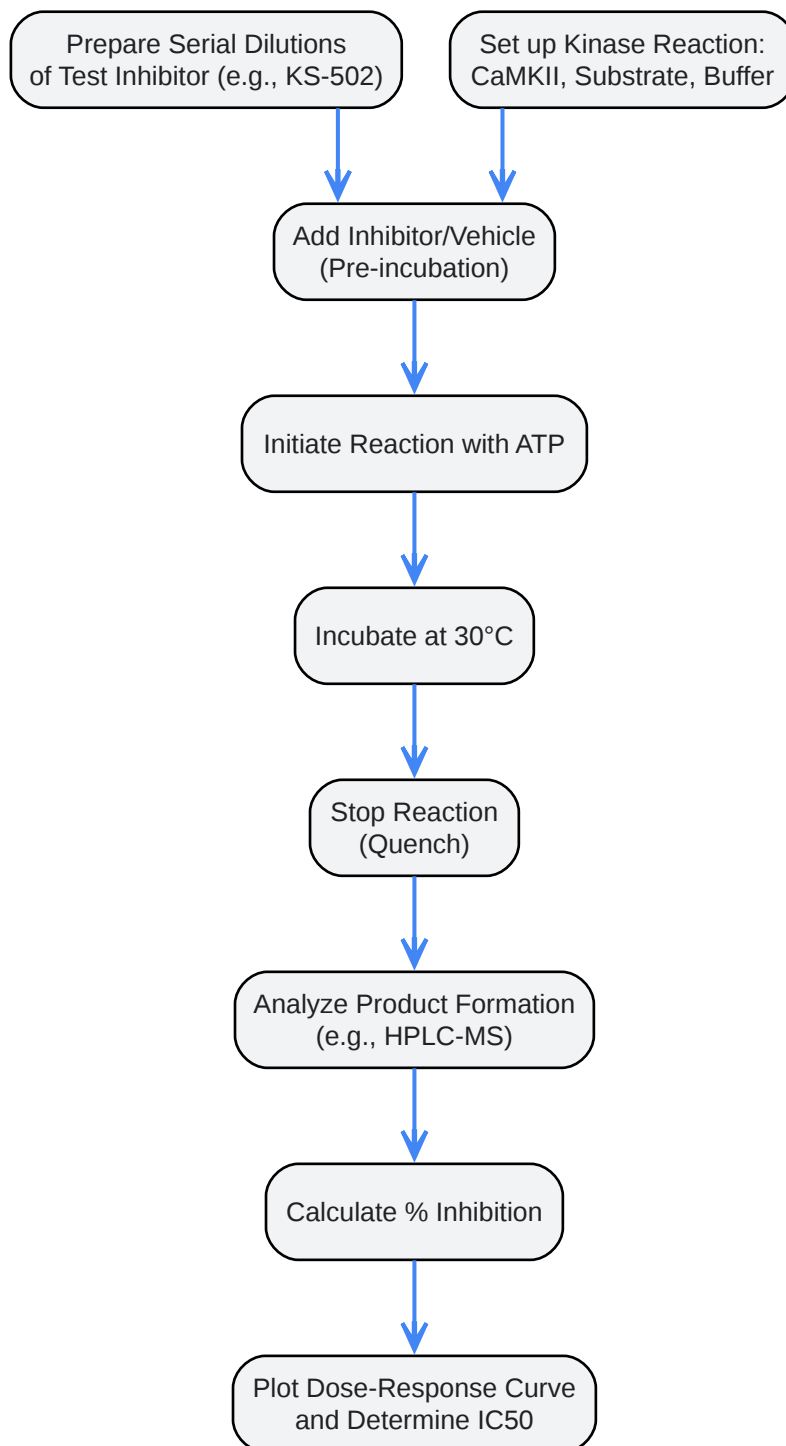 Prepare Serial Dilutions
of Test Inhibitor (e.g., KS-502)
Set up Kinase Reaction:
CaMKII, Substrate, Buffer
Add Inhibitor/Vehicle
(Pre-incubation)
Initiate Reaction with ATP
Incubate at 30°C
Stop Reaction
(Quench)
Analyze Product Formation
(e.g., HPLC-MS)
Calculate % Inhibition
Plot Dose-Response Curve
and Determine IC50